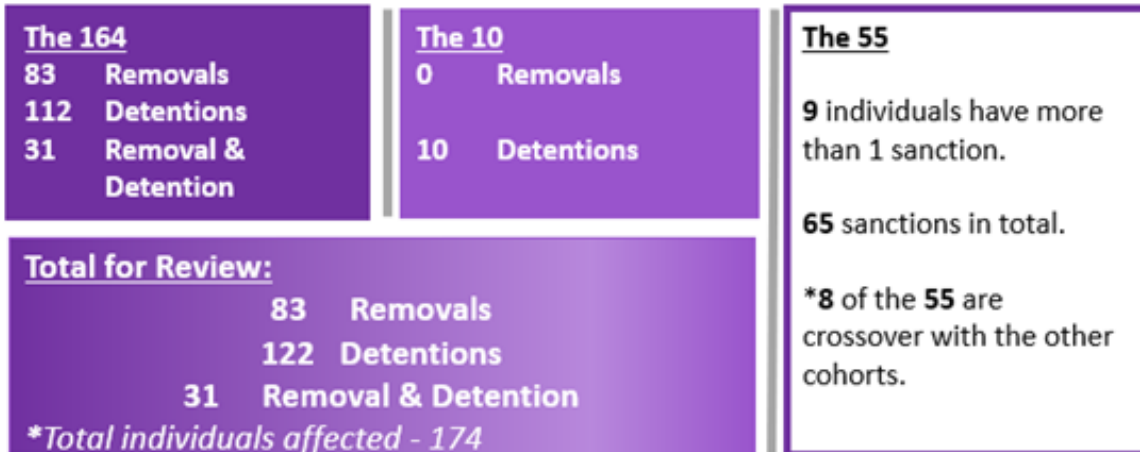 The 164
83 Removals
112 Detentions
31 Removal &
Detention
The 10
0 Removals
10 Detentions
Total for Review:
83 Removals
122 Detentions
31 Removal & Detention
*Total individuals affected - 174
The 55
9 individuals have more
than 1 sanction.
65 sanctions in total.
*8 of the 55 are
crossover with the other
cohorts.